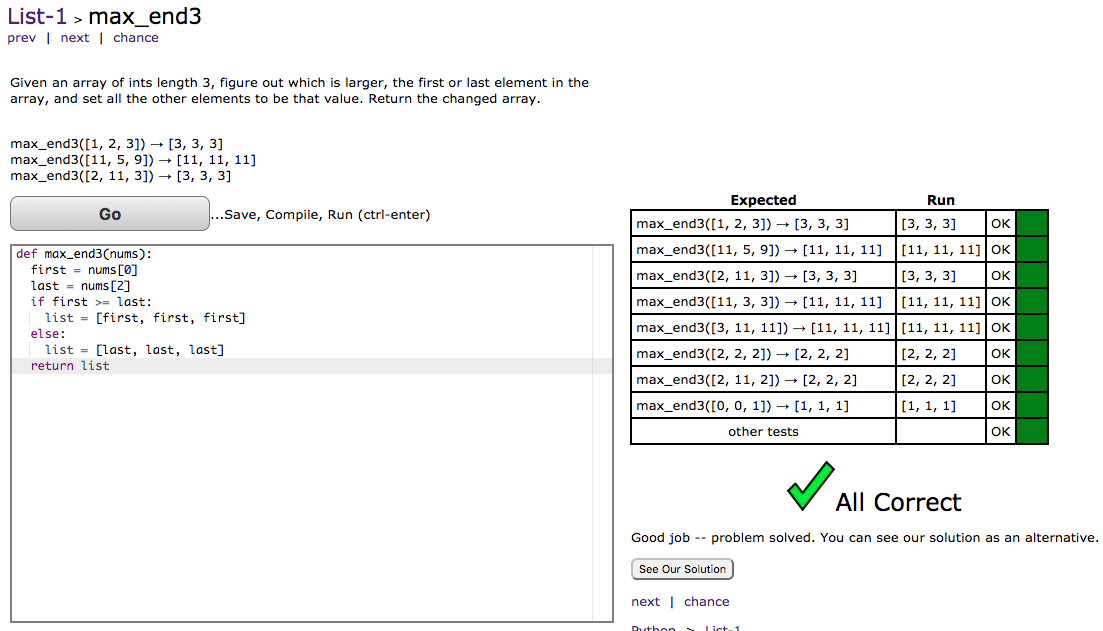 List-1 > max_end3
prev | next | chance
Given an array of ints length 3, figure out which is larger, the first or last element in the
array, and set all the other elements to be that value. Return the changed array.
max_end3([1, 2, 3]) → [3, 3, 3]
max_end3([11, 5, 9]) → [11, 11, 11]
max_end3([2, 11, 3]) → [3, 3, 3]
Go ...Save, Compile, Run (ctrl-enter)
def max_end3(nums):
  first = nums[0]
  last = nums[2]
  if first >= last:
    list = [first, first, first]
  else:
    list = [last, last, last]
  return list
Expected Run
max_end3([1, 2, 3]) → [3, 3, 3] [3, 3, 3] OK
max_end3([11, 5, 9]) → [11, 11, 11] [11, 11, 11] OK
max_end3([2, 11, 3]) → [3, 3, 3] [3, 3, 3] OK
max_end3([11, 3, 3]) → [11, 11, 11] [11, 11, 11] OK
max_end3([3, 11, 11]) → [11, 11, 11] [11, 11, 11] OK
max_end3([2, 2, 2]) → [2, 2, 2] [2, 2, 2] OK
max_end3([2, 11, 2]) → [2, 2, 2] [2, 2, 2] OK
max_end3([0, 0, 1]) → [1, 1, 1] [1, 1, 1] OK
other tests OK
All Correct
Good job -- problem solved. You can see our solution as an alternative.
See Our Solution
next | chance
Python > List-1